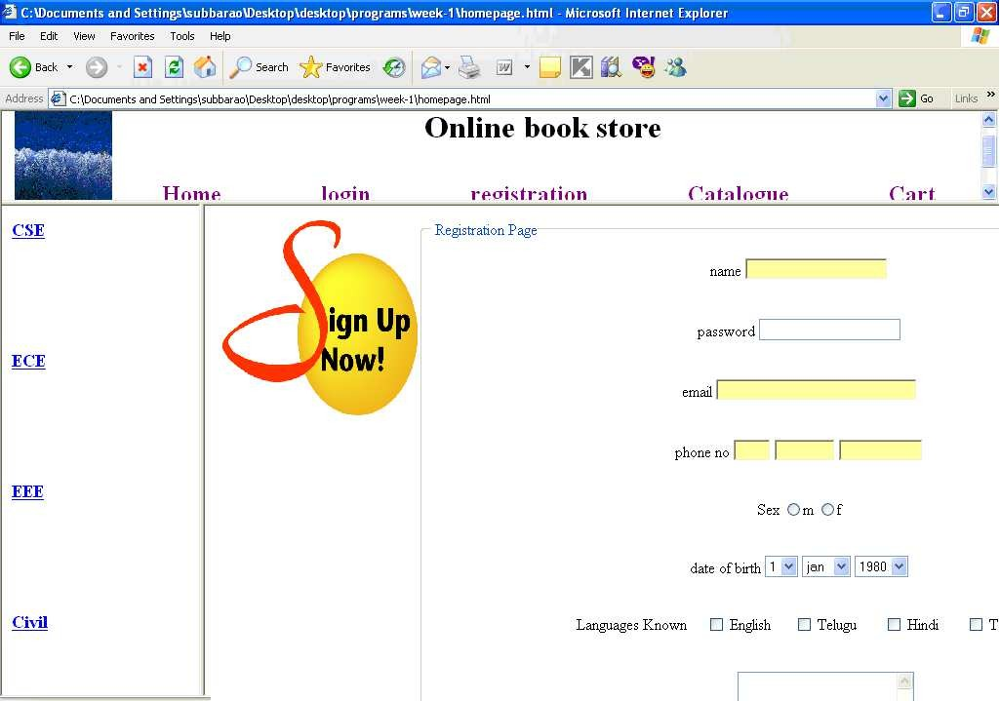 C:\Documents and Settings\subbarao\Desktop\desktop\programs\week-1\homepage.html - Microsoft Internet Explorer
File Edit View Favorites Tools Help
Back Search Favorites
Address C:\Documents and Settings\subbarao\Desktop\desktop\programs\week-1\homepage.html Go Links »
Online book store
Home login registration Catalogue Cart
CSE
ECE
EEE
Civil
Sign Up
Now!
Registration Page
name
password
email
phone no
Sex m f
date of birth 1 jan 1980
Languages Known English Telugu Hindi T